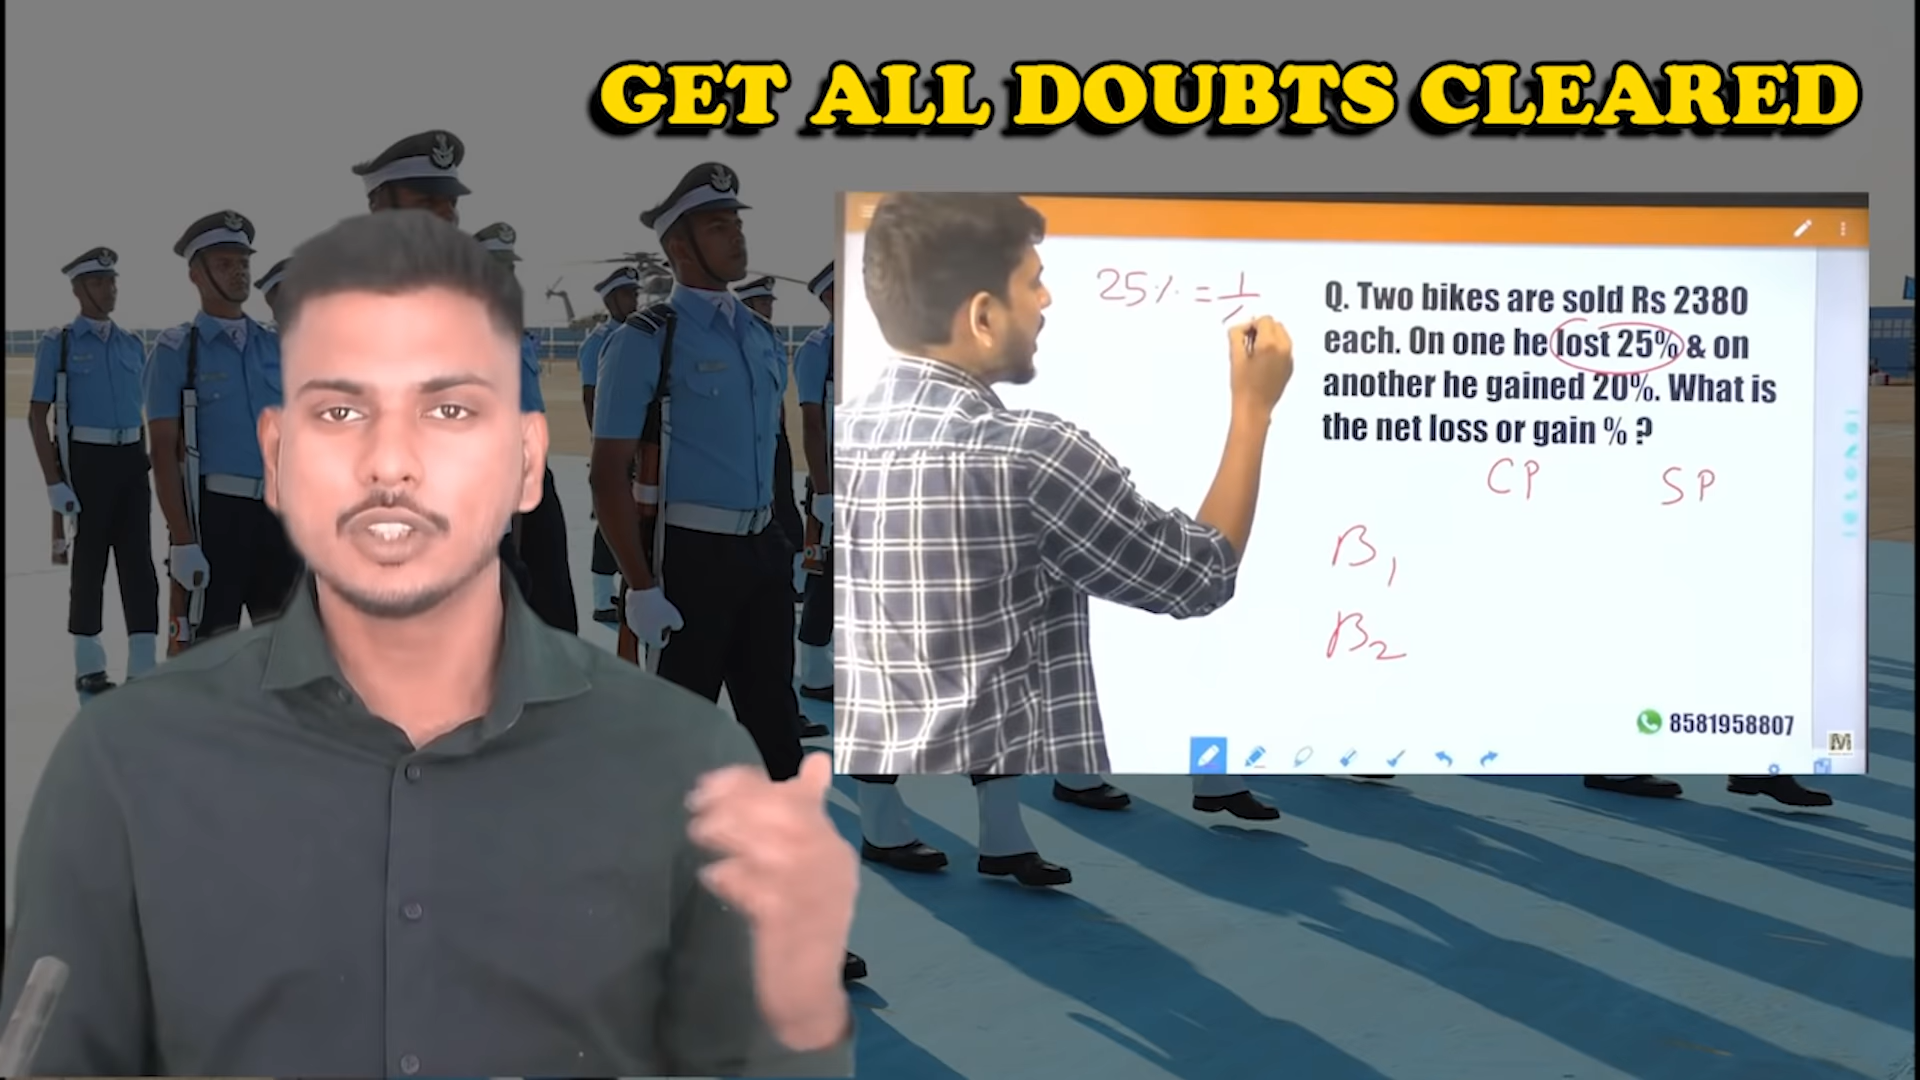 GET ALL DOUBTS CLEARED
25% = 1
Q. Two bikes are sold Rs 2380
each. On one he lost 25% & on
another he gained 20%. What is
the net loss or gain % ?
CP SP
B1
B2
8581958807
M